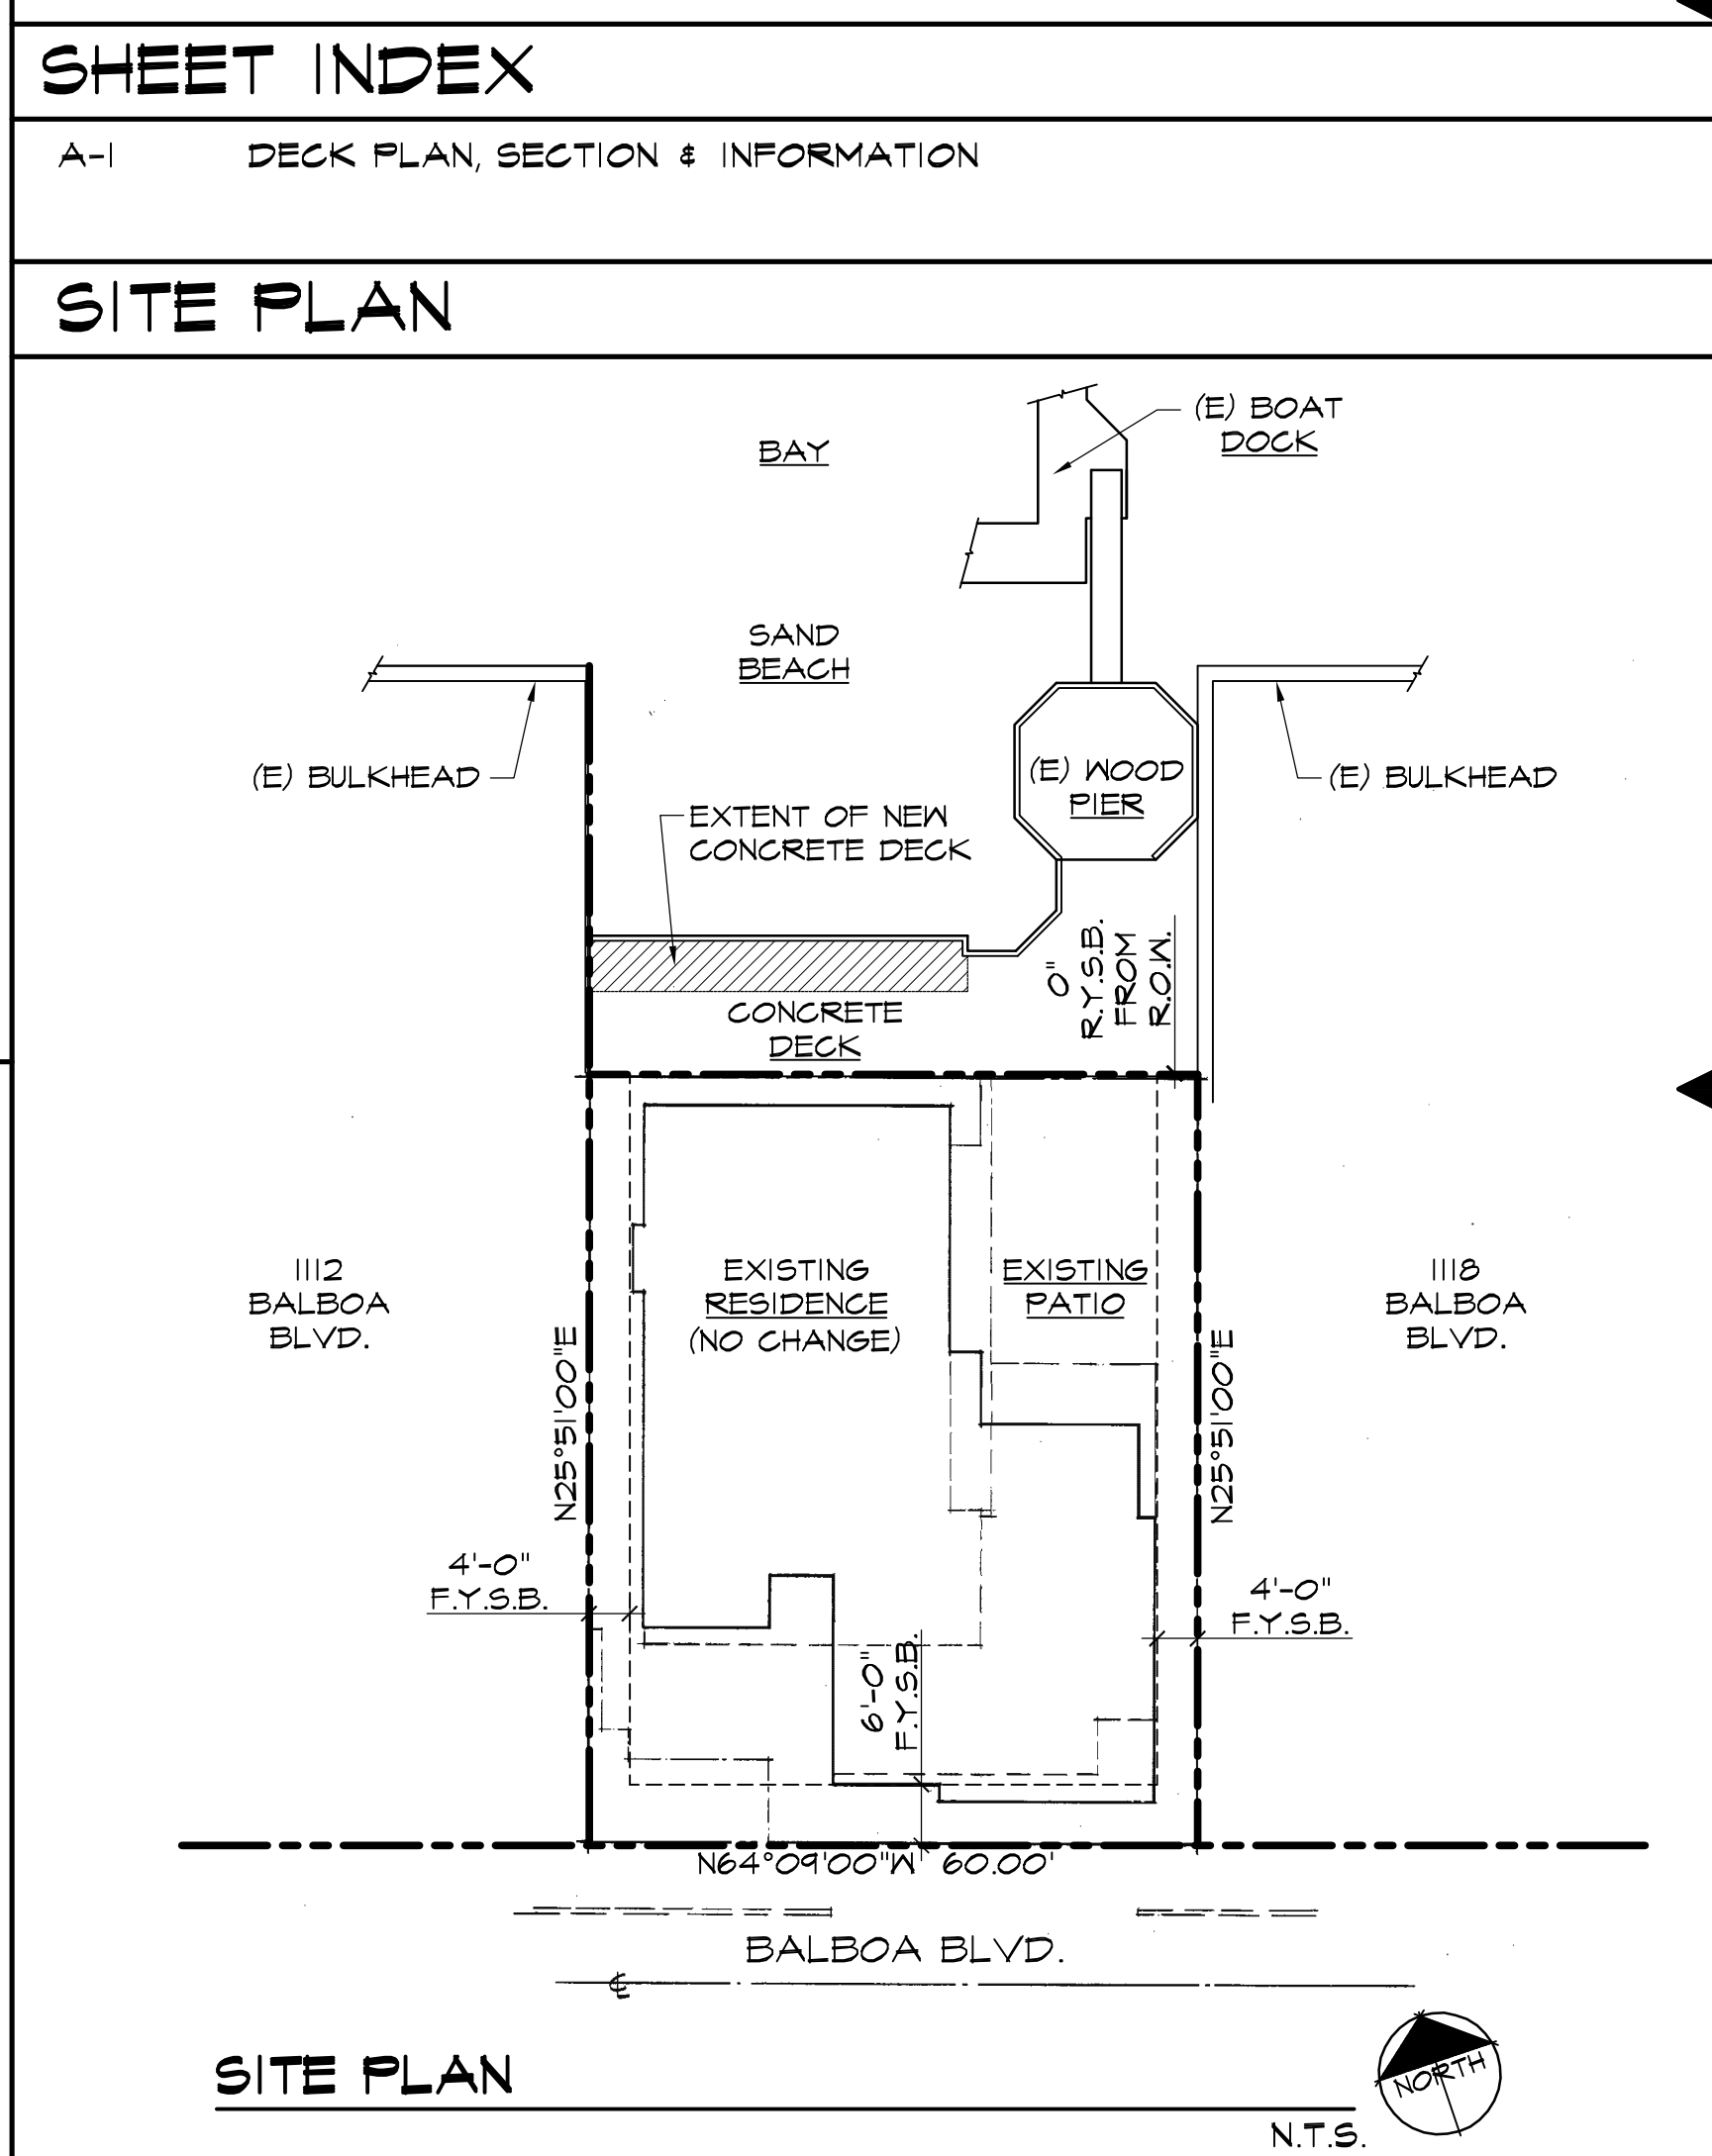 SHEET INDEX
A-1 DECK PLAN, SECTION & INFORMATION
SITE PLAN
(E) BOAT
DOCK
BAY
SAND
BEACH
(E) BULKHEAD
(E) WOOD
PIER
(E) BULKHEAD
EXTENT OF NEW
CONCRETE DECK
0"
R.Y.S.B.
FROM
R.O.W.
CONCRETE
DECK
1112
BALBOA
BLVD.
EXISTING
RESIDENCE
(NO CHANGE)
EXISTING
PATIO
1118
BALBOA
BLVD.
N25°51'00"E
N25°51'00"E
4'-0"
F.Y.S.B.
4'-0"
F.Y.S.B.
6'-0"
F.Y.S.B.
N64°09'00"W 60.00'
BALBOA BLVD.
℄
SITE PLAN
NORTH
N.T.S.